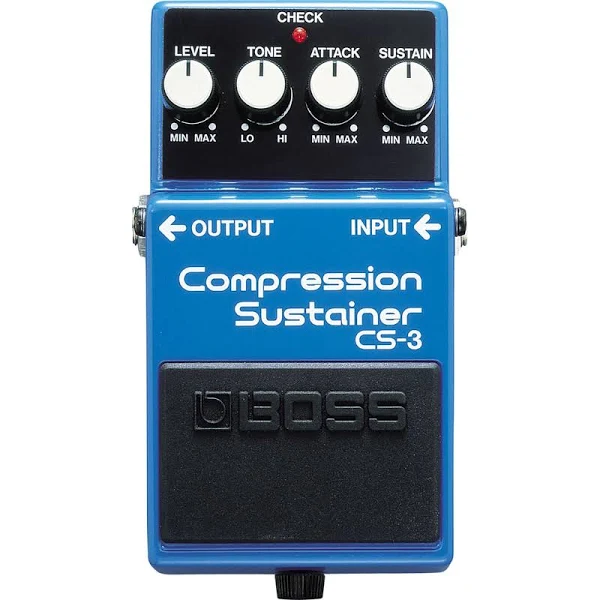 CHECK
LEVEL TONE ATTACK SUSTAIN
MIN MAX LO HI MIN MAX MIN MAX
OUTPUT INPUT
Compression
Sustainer
CS-3
BOSS